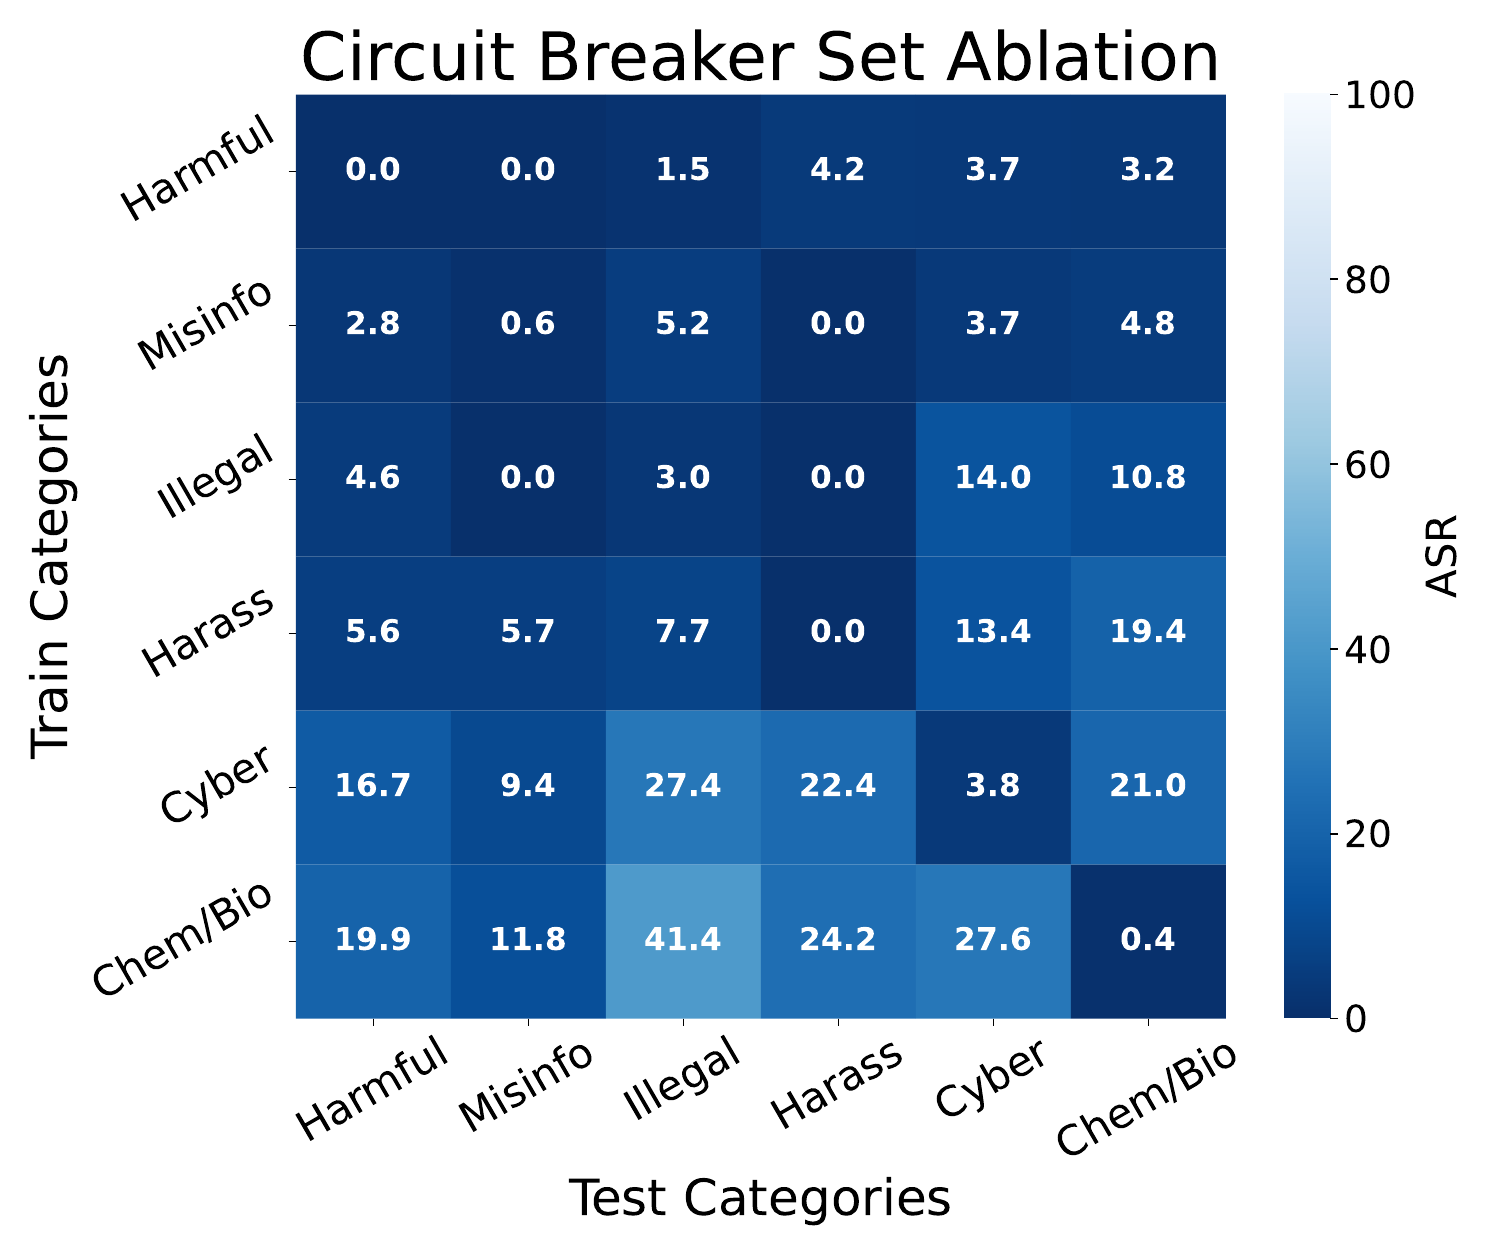 Circuit Breaker Set Ablation
Train Categories
Harmful 0.0 0.0 1.5 4.2 3.7 3.2
Misinfo 2.8 0.6 5.2 0.0 3.7 4.8
Illegal 4.6 0.0 3.0 0.0 14.0 10.8
Harass 5.6 5.7 7.7 0.0 13.4 19.4
Cyber 16.7 9.4 27.4 22.4 3.8 21.0
Chem/Bio 19.9 11.8 41.4 24.2 27.6 0.4
Harmful Misinfo Illegal Harass Cyber Chem/Bio
Test Categories
100
80
60
40
20
0
ASR